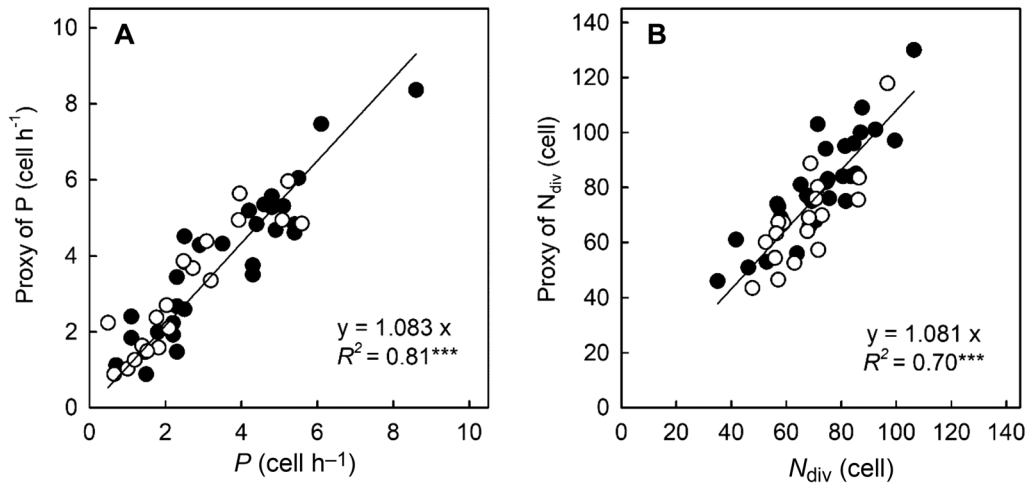 A
Proxy of P (cell h⁻¹)
10
8
6
4
2
0
y = 1.083 x
R² = 0.81***
0 2 4 6 8 10
P (cell h–¹)
B
Proxy of Ndiv (cell)
140
120
100
80
60
40
20
0
y = 1.081 x
R² = 0.70***
0 20 40 60 80 100 120 140
Ndiv (cell)